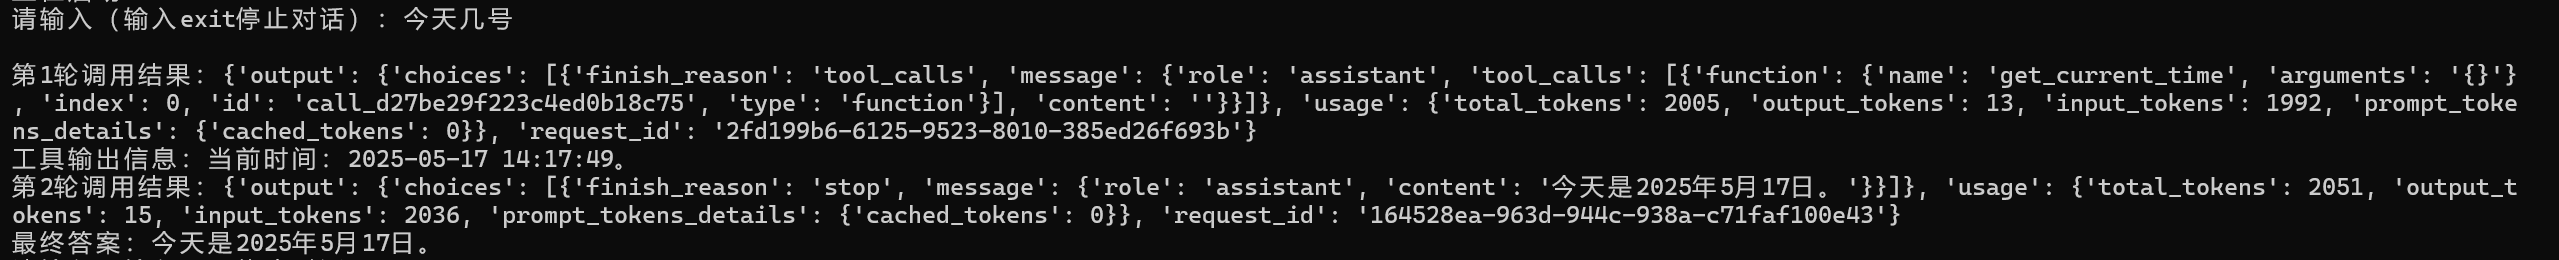 请输入（输入exit停止对话）：今天几号
第1轮调用结果：{'output': {'choices': [{'finish_reason': 'tool_calls', 'message': {'role': 'assistant', 'tool_calls': [{'function': {'name': 'get_current_time', 'arguments': '{}'}
, 'index': 0, 'id': 'call_d27be29f223c4ed0b18c75', 'type': 'function'}], 'content': ''}}]}, 'usage': {'total_tokens': 2005, 'output_tokens': 13, 'input_tokens': 1992, 'prompt_toke
ns_details': {'cached_tokens': 0}}, 'request_id': '2fd199b6-6125-9523-8010-385ed26f693b'}
工具输出信息：当前时间：2025-05-17 14:17:49。
第2轮调用结果：{'output': {'choices': [{'finish_reason': 'stop', 'message': {'role': 'assistant', 'content': '今天是2025年5月17日。'}}]}, 'usage': {'total_tokens': 2051, 'output_t
okens': 15, 'input_tokens': 2036, 'prompt_tokens_details': {'cached_tokens': 0}}, 'request_id': '164528ea-963d-944c-938a-c71faf100e43'}
最终答案：今天是2025年5月17日。